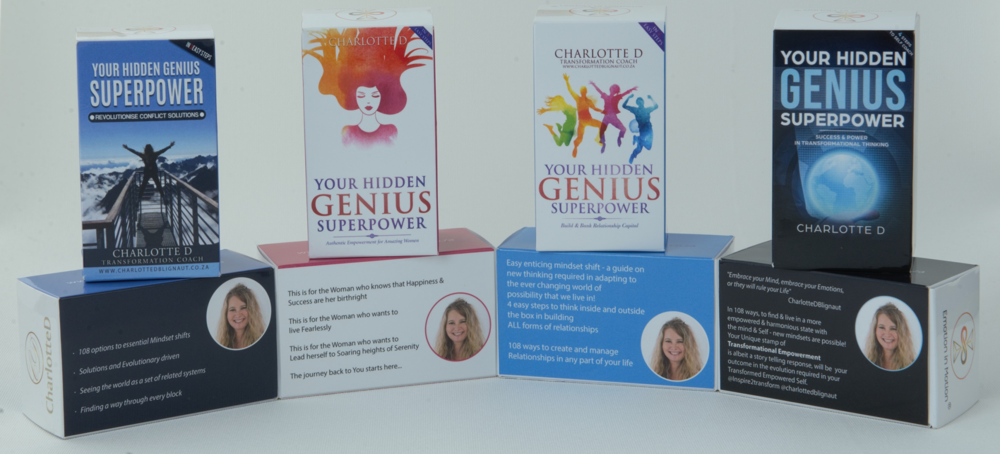 IN EASY STEPS
YOUR HIDDEN GENIUS
SUPERPOWER
REVOLUTIONISE CONFLICT SOLUTIONS
CHARLOTTE D
TRANSFORMATION COACH
WWW.CHARLOTTEDBLIGNAUT.CO.ZA
IN
EASY STEPS
CHARLOTTE D
YOUR HIDDEN
GENIUS
SUPERPOWER
Authentic Empowerment for Amazing Women
IN
EASY STEPS
CHARLOTTE D
TRANSFORMATION COACH
WWW.CHARLOTTEDBLIGNAUT.CO.ZA
YOUR HIDDEN
GENIUS
SUPERPOWER
Build & Bank Relationship Capital
4 STEPS
TO SELF COACH
YOUR HIDDEN
GENIUS
SUPERPOWER
SUCCESS & POWER
IN TRANSFORMATIONAL THINKING
CHARLOTTE D
CharlotteD
· 108 options to essential Mindset shifts
· Solutions and Evolutionary driven
· Seeing the world as a set of related systems
· Finding a way through every block
This is for the Woman who knows that Happiness &
Success are her birthright
This is for the Woman who wants to
live Fearlessly
This is for the Woman who wants to
Lead herself to Soaring heights of Serenity
The journey back to You starts here...
Easy enticing mindset shift - a guide on
new thinking required in adapting to
the ever changing world of
possibility that we live in!
4 easy steps to think inside and outside
the box in building
ALL forms of relationships
108 ways to create and manage
Relationships in any part of your life
"Embrace your Mind, embrace your Emotions,
or they will rule your Life"
CharlotteDBlignaut
In 108 ways, to find & live in a more
empowered & harmonious state with
the mind & Self - new mindsets are possible!
Your Unique stamp of
Transformational Empowerment
is albeit a story telling response, will be your
outcome in the evolution required in your
Transformed Empowered Self.
@Inspire2transform @charlottedblignaut
Emotion in Motion®